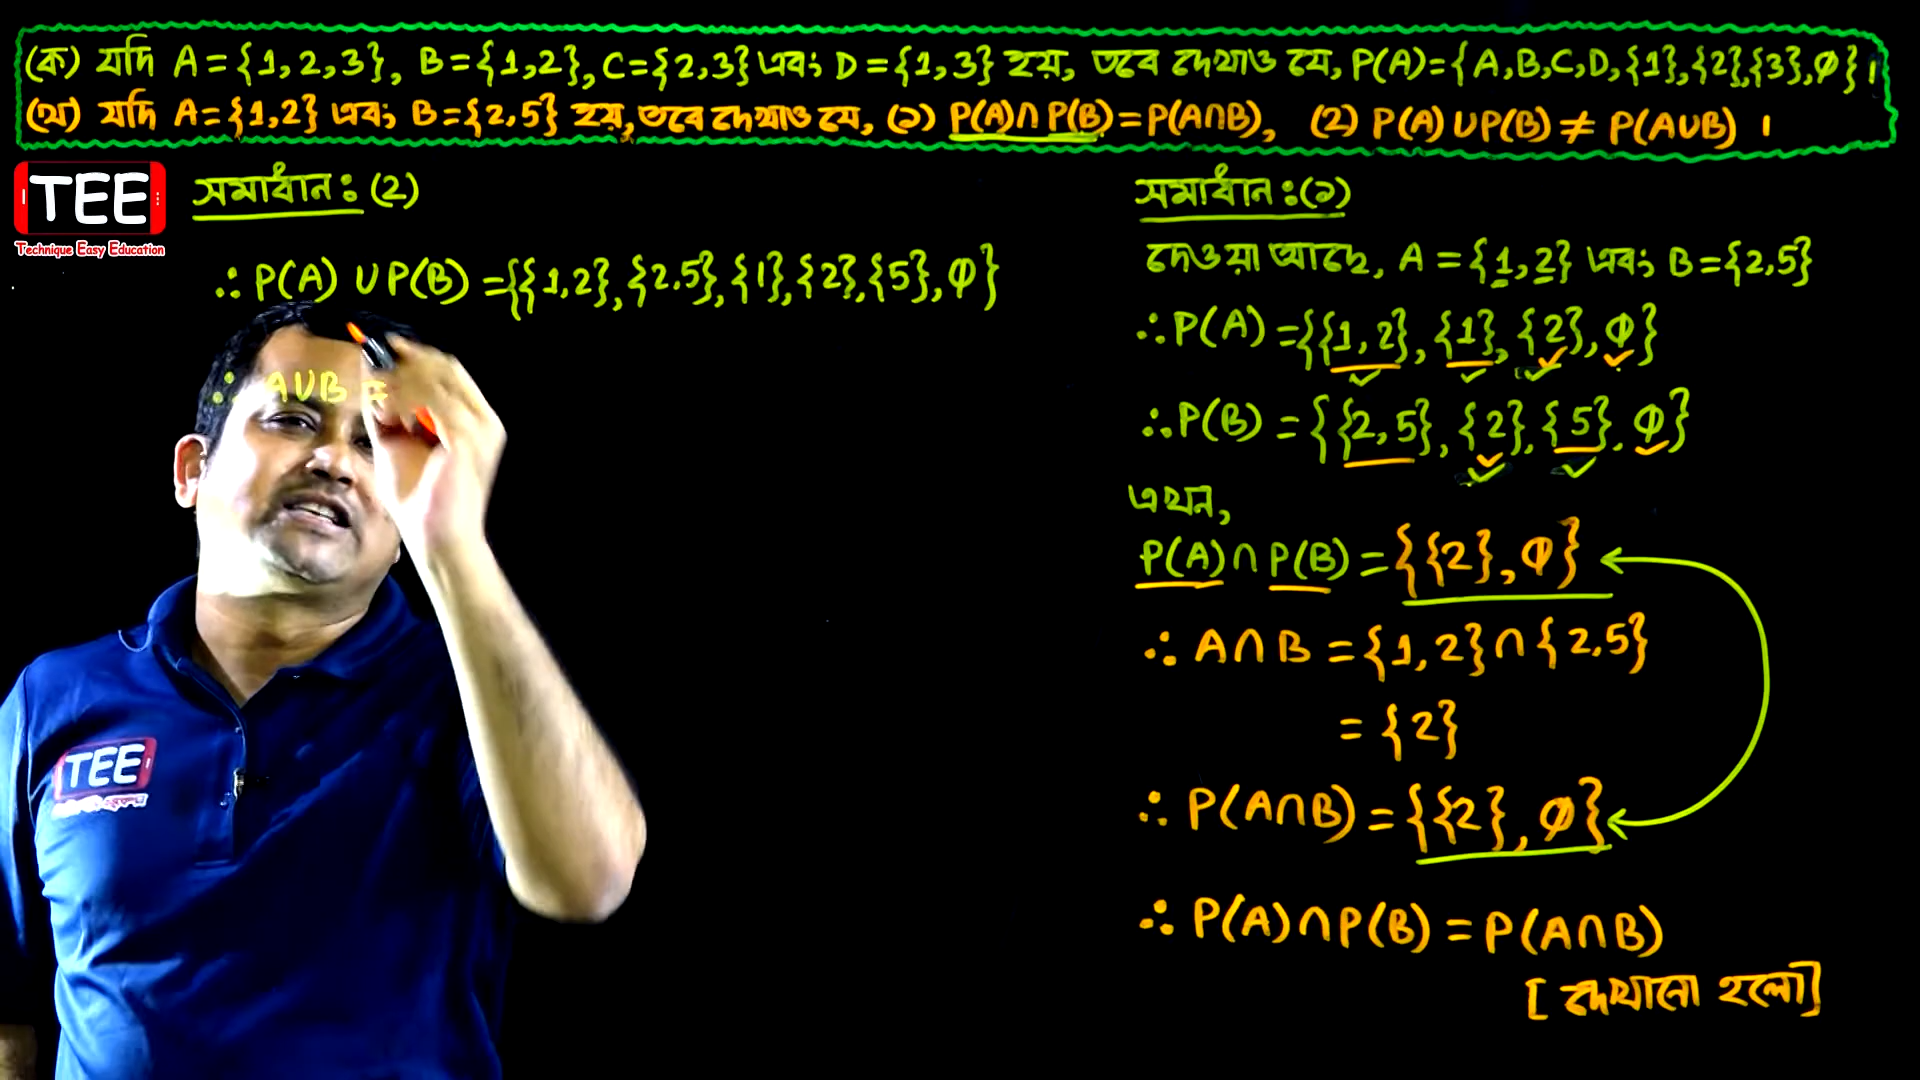 (ক) যদি A={1,2,3}, B={1,2}, C={2,3} এবং D={1,3} হয়, তবে দেখাও যে, P(A)={A,B,C,D,{1},{2},{3},Φ}।
(খ) যদি A={1,2} এবং B={2,5} হয়, তবে দেখাও যে, (১) P(A)∩P(B)=P(A∩B), (2) P(A)∪P(B)≠P(A∪B)।
TEE
Technique Easy Education
সমাধান: (2)
∴ P(A)∪P(B)={{1,2},{2,5},{1},{2},{5},Φ}
∴ A∪B =
TEE
সমাধান:(১)
দেওয়া আছে, A={1,2} এবং B={2,5}
∴ P(A)={{1,2},{1},{2},Φ}
∴ P(B)={{2,5},{2},{5},Φ}
এখন,
P(A)∩P(B)={{2},Φ}
∴ A∩B={1,2}∩{2,5}
={2}
∴ P(A∩B)={{2},Φ}
∴ P(A)∩P(B)=P(A∩B)
[দেখানো হলো]